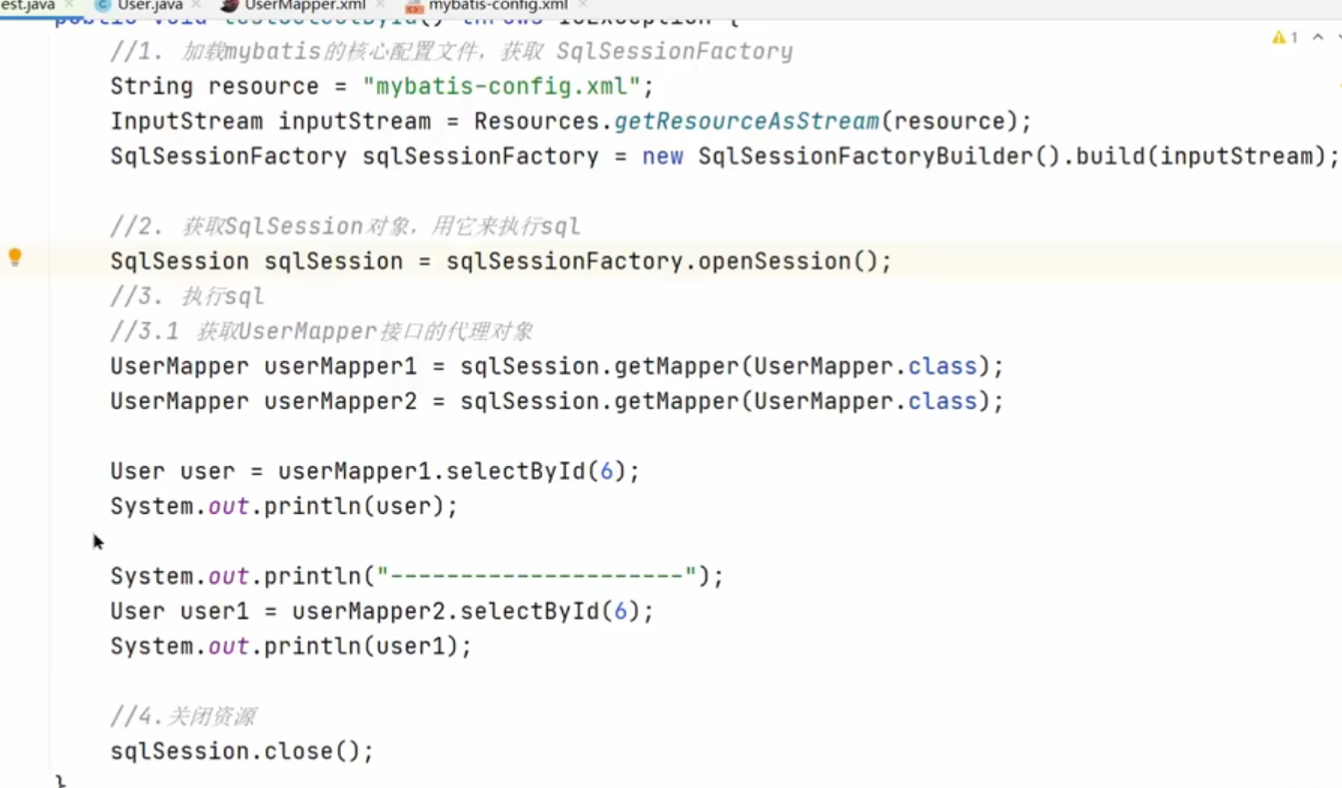 est.java User.java UserMapper.xml mybatis-config.xml
public void testSelectById() throws IOException {
//1. 加载mybatis的核心配置文件，获取 SqlSessionFactory
1
String resource = "mybatis-config.xml";
InputStream inputStream = Resources.getResourceAsStream(resource);
SqlSessionFactory sqlSessionFactory = new SqlSessionFactoryBuilder().build(inputStream);
//2. 获取SqlSession对象，用它来执行sql
SqlSession sqlSession = sqlSessionFactory.openSession();
//3. 执行sql
//3.1 获取UserMapper接口的代理对象
UserMapper userMapper1 = sqlSession.getMapper(UserMapper.class);
UserMapper userMapper2 = sqlSession.getMapper(UserMapper.class);
User user = userMapper1.selectById(6);
System.out.println(user);
System.out.println("---------------------");
User user1 = userMapper2.selectById(6);
System.out.println(user1);
//4.关闭资源
sqlSession.close();
}